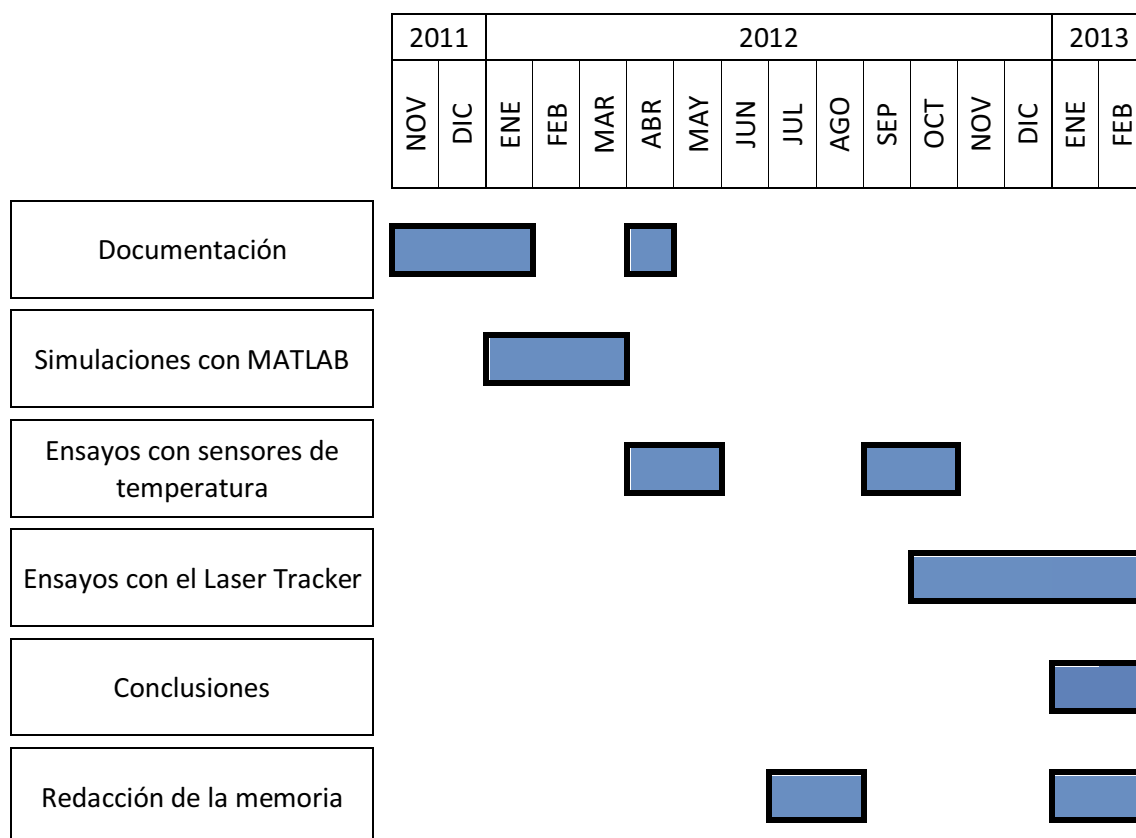 2011 2012 2013
NOV DIC ENE FEB MAR ABR MAY JUN JUL AGO SEP OCT NOV DIC ENE FEB
Documentación
Simulaciones con MATLAB
Ensayos con sensores de
temperatura
Ensayos con el Laser Tracker
Conclusiones
Redacción de la memoria